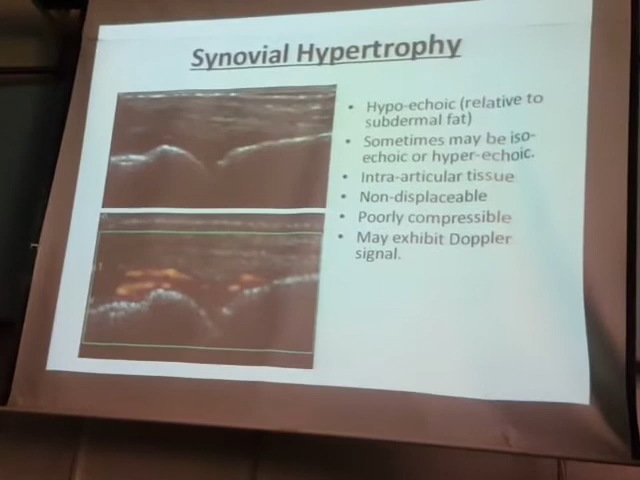 Synovial Hypertrophy
• Hypo-echoic (relative to
subdermal fat)
• Sometimes may be iso-
echoic or hyper-echoic.
• Intra-articular tissue
• Non-displaceable
• Poorly compressible
• May exhibit Doppler
signal.